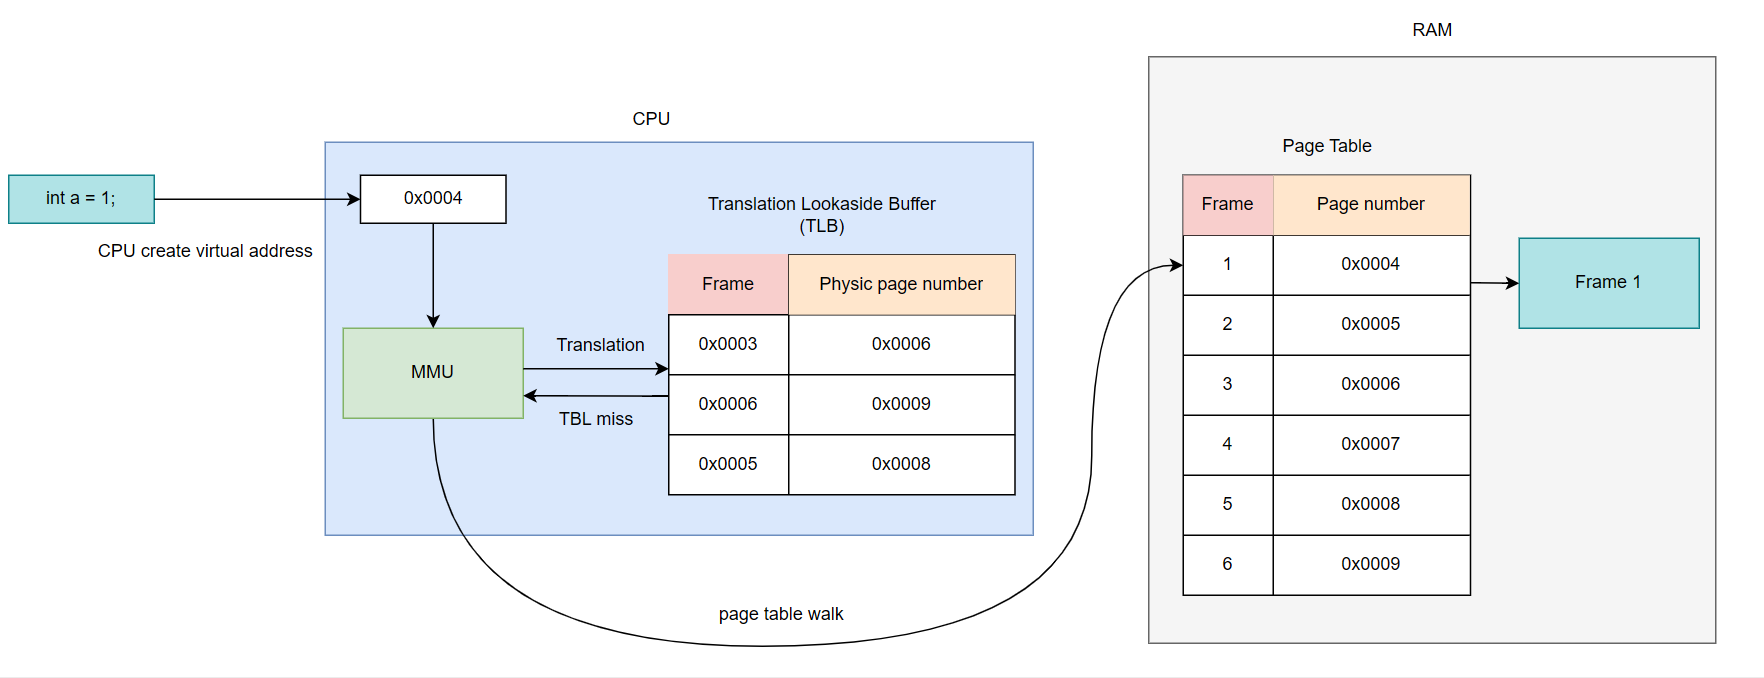 RAM
CPU
Page Table
int a = 1;
0x0004
CPU create virtual address
Translation Lookaside Buffer
(TLB)
Frame Physic page number
0x0003 0x0006
0x0006 0x0009
0x0005 0x0008
MMU
Translation
TBL miss
page table walk
Frame Page number
1 0x0004
2 0x0005
3 0x0006
4 0x0007
5 0x0008
6 0x0009
Frame 1